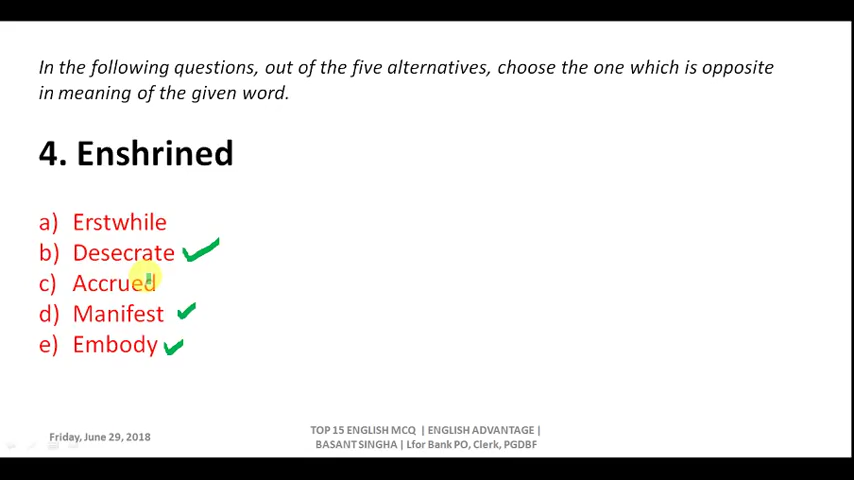 In the following questions, out of the five alternatives, choose the one which is opposite
in meaning of the given word.
4. Enshrined
a) Erstwhile
b) Desecrate
c) Accrued
d) Manifest
e) Embody
Friday, June 29, 2018
TOP 15 ENGLISH MCQ | ENGLISH ADVANTAGE |
BASANT SINGHA | Lfor Bank PO, Clerk, PGDBF